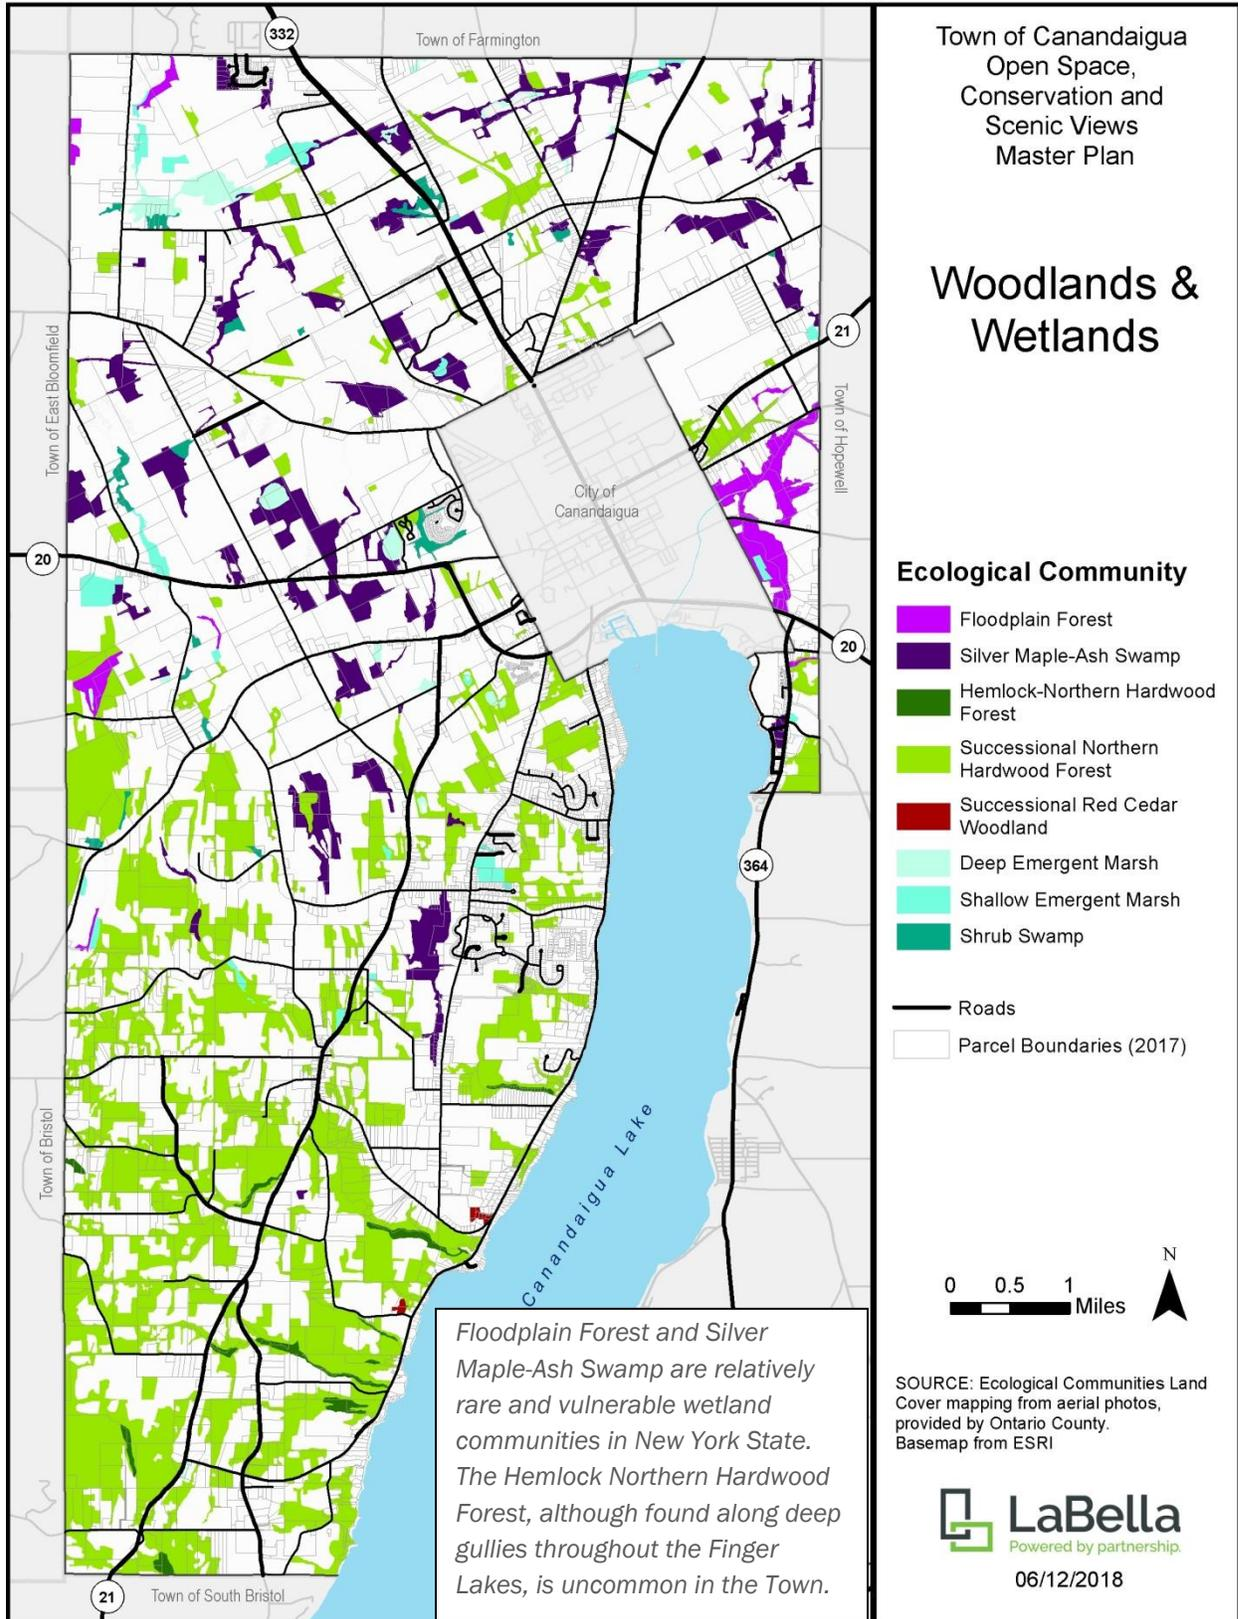 332
Town of Farmington
Town of East Bloomfield
21
Town of Hopewell
City of
Canandaigua
20
20
364
Town of Bristol
Canandaigua Lake
21
Town of South Bristol
Floodplain Forest and Silver
Maple-Ash Swamp are relatively
rare and vulnerable wetland
communities in New York State.
The Hemlock Northern Hardwood
Forest, although found along deep
gullies throughout the Finger
Lakes, is uncommon in the Town.
Town of Canandaigua
Open Space,
Conservation and
Scenic Views
Master Plan
Woodlands &
Wetlands
Ecological Community
Floodplain Forest
Silver Maple-Ash Swamp
Hemlock-Northern Hardwood
Forest
Successional Northern
Hardwood Forest
Successional Red Cedar
Woodland
Deep Emergent Marsh
Shallow Emergent Marsh
Shrub Swamp
Roads
Parcel Boundaries (2017)
N
0 0.5 1
Miles
SOURCE: Ecological Communities Land
Cover mapping from aerial photos,
provided by Ontario County.
Basemap from ESRI
LaBella
Powered by partnership.
06/12/2018